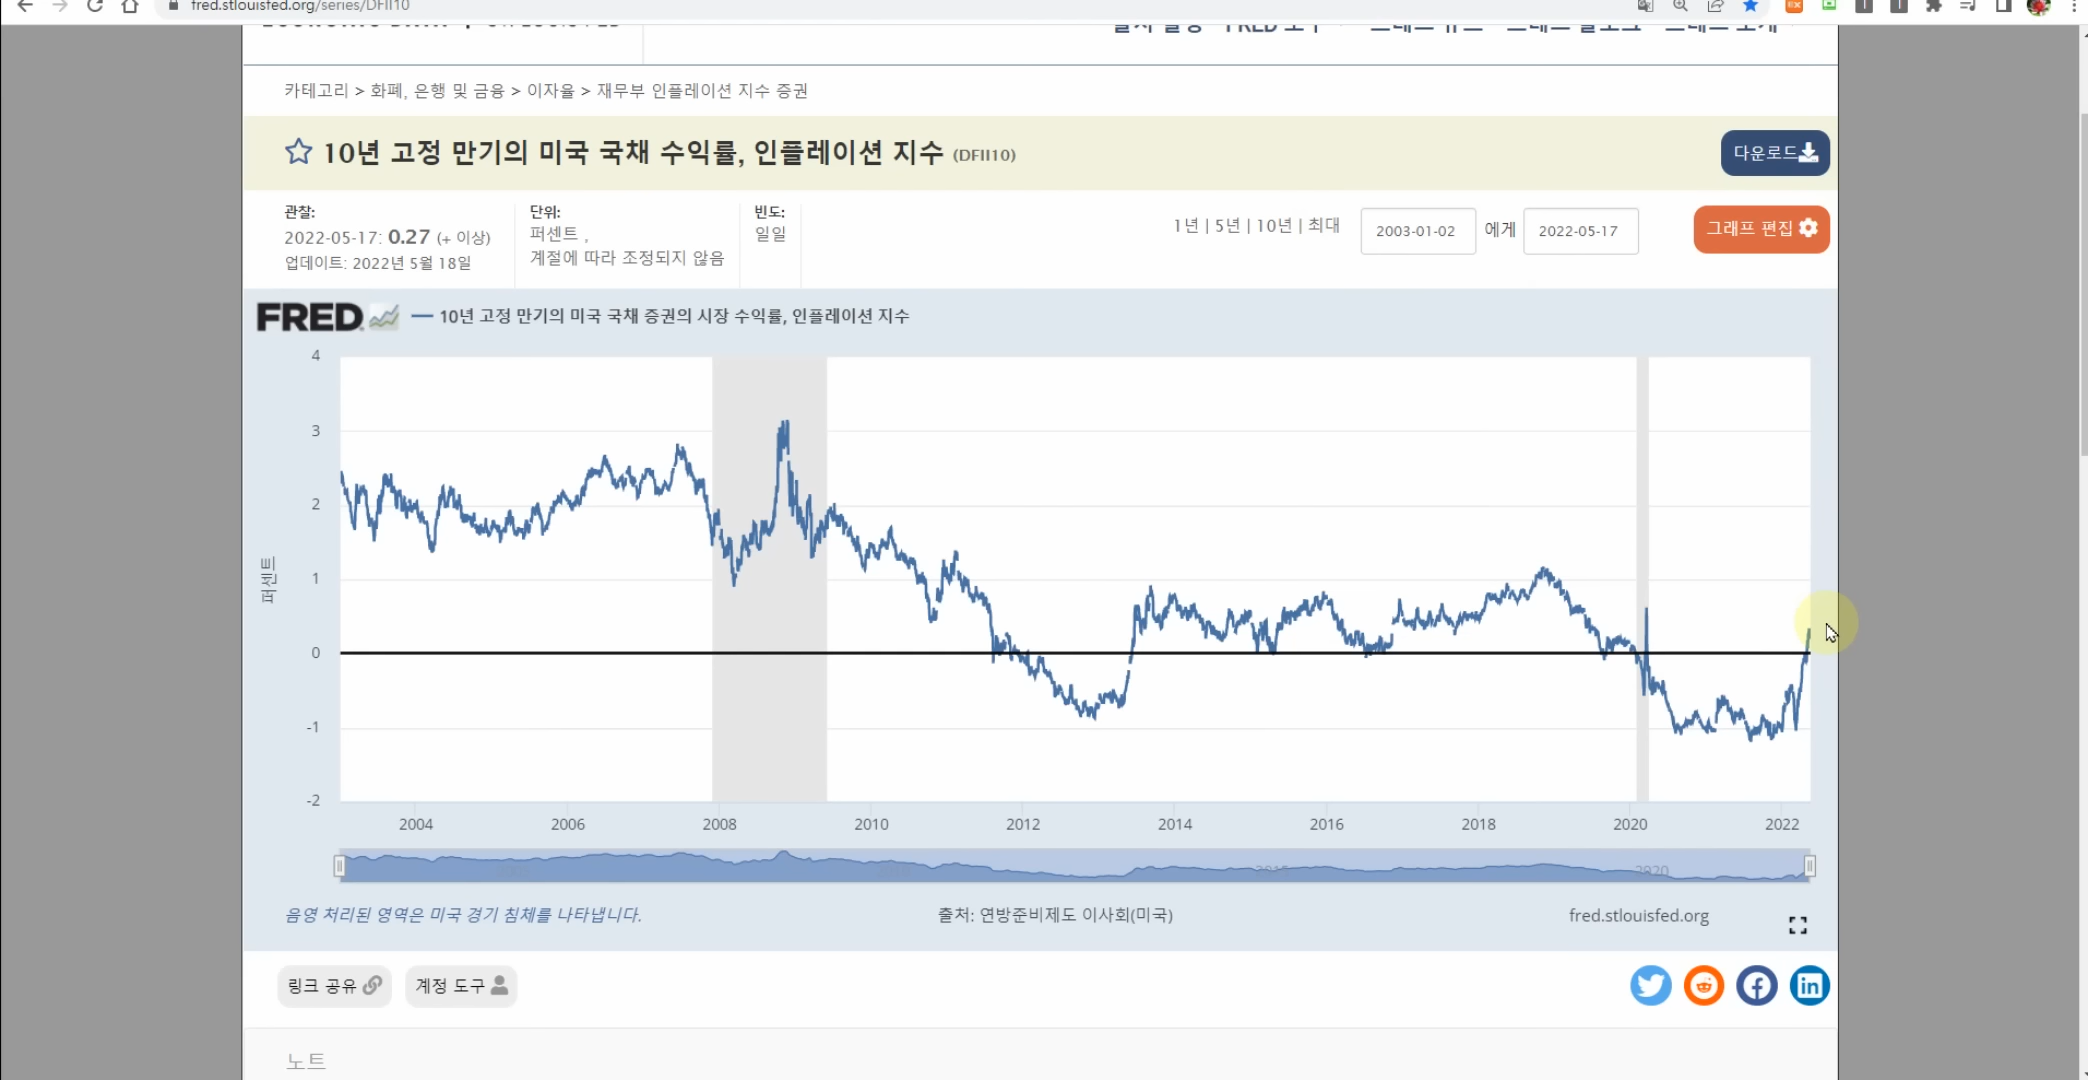 fred.stlouisfed.org/series/DFII10
카테고리 > 화폐, 은행 및 금융 > 이자율 > 재무부 인플레이션 지수 증권
10년 고정 만기의 미국 국채 수익률, 인플레이션 지수 (DFII10)
다운로드
관찰:
2022-05-17: 0.27 (+ 이상)
업데이트: 2022년 5월 18일
단위:
퍼센트 ,
계절에 따라 조정되지 않음
빈도:
일일
1년 | 5년 | 10년 | 최대
2003-01-02 에게 2022-05-17
그래프 편집
FRED
10년 고정 만기의 미국 국채 증권의 시장 수익률, 인플레이션 지수
퍼센트
4
3
2
1
0
-1
-2
2004 2006 2008 2010 2012 2014 2016 2018 2020 2022
2020
음영 처리된 영역은 미국 경기 침체를 나타냅니다.
출처: 연방준비제도 이사회(미국)
fred.stlouisfed.org
링크 공유
계정 도구
노트